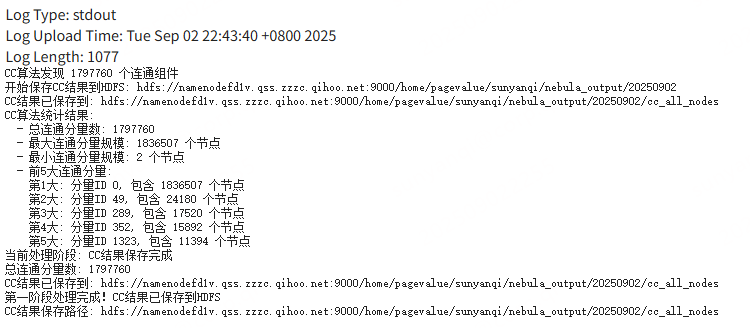 Log Type: stdout
Log Upload Time: Tue Sep 02 22:43:40 +0800 2025
Log Length: 1077
CC算法发现 1797760 个连通组件
开始保存CC结果到HDFS: hdfs://namenodefd1v.qss.zzzc.qihoo.net:9000/home/pagevalue/sunyanqi/nebula_output/20250902
CC结果已保存到: hdfs://namenodefd1v.qss.zzzc.qihoo.net:9000/home/pagevalue/sunyanqi/nebula_output/20250902/cc_all_nodes
CC算法统计结果:
- 总连通分量数: 1797760
- 最大连通分量规模: 1836507 个节点
- 最小连通分量规模: 2 个节点
- 前5大连通分量:
第1大: 分量ID 0, 包含 1836507 个节点
第2大: 分量ID 49, 包含 24180 个节点
第3大: 分量ID 289, 包含 17520 个节点
第4大: 分量ID 352, 包含 15892 个节点
第5大: 分量ID 1323, 包含 11394 个节点
当前处理阶段: CC结果保存完成
总连通分量数: 1797760
CC结果已保存到: hdfs://namenodefd1v.qss.zzzc.qihoo.net:9000/home/pagevalue/sunyanqi/nebula_output/20250902/cc_all_nodes
第一阶段处理完成! CC结果已保存到HDFS
CC结果保存路径: hdfs://namenodefd1v.qss.zzzc.qihoo.net:9000/home/pagevalue/sunyanqi/nebula_output/20250902/cc_all_nodes